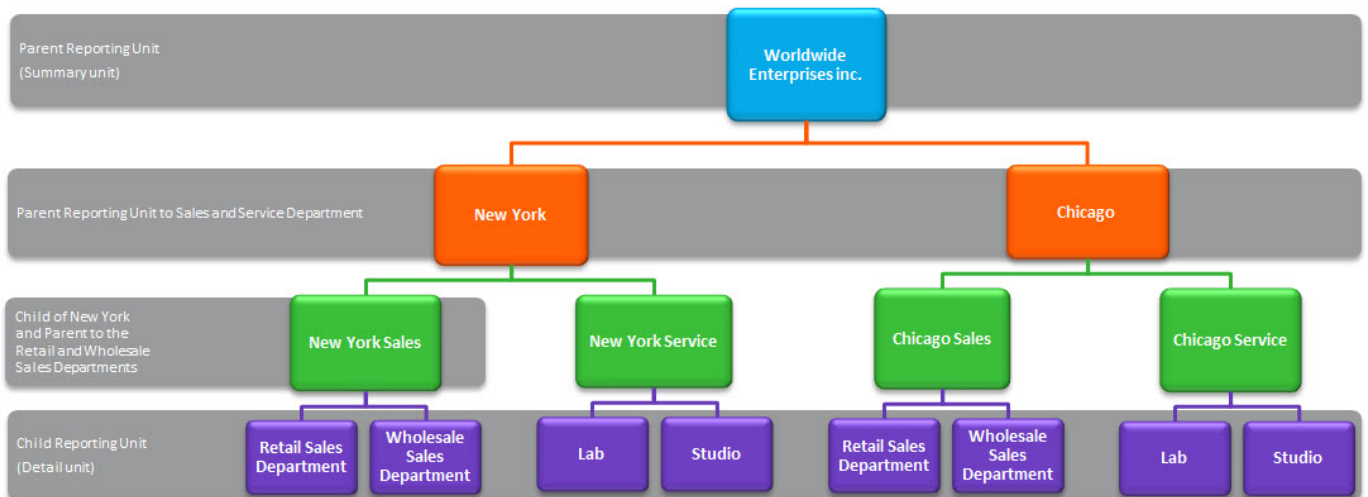 Parent Reporting Unit
(Summary unit)
Worldwide
Enterprises inc.
Parent Reporting Unit to Sales and Service Department
New York
Chicago
Child of New York
and Parent to the
Retail and Wholesale
Sales Departments
New York Sales
New York Service
Chicago Sales
Chicago Service
Child Reporting Unit
(Detail unit)
Retail Sales
Department
Wholesale
Sales
Department
Lab
Studio
Retail Sales
Department
Wholesale
Sales
Department
Lab
Studio